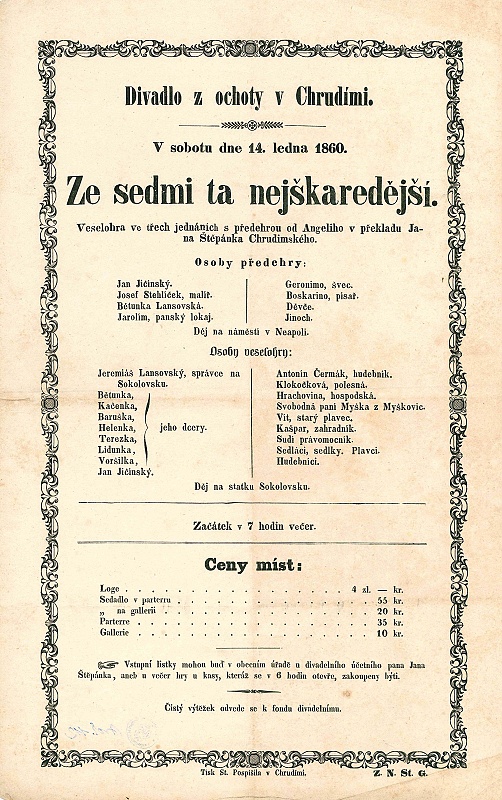 Divadlo z ochoty v Chrudími.
V sobotu dne 14. ledna 1860.
Ze sedmi ta nejškaredější.
Veselohra ve třech jednáních s předehrou od Angeliho v překladu Ja-
na Štěpánka Chrudimského.
Osoby předehry:
Jan Jičínský.
Josef Stehlíček, malíř.
Bětunka Lansovská.
Jarolim, panský lokaj.
Geronimo, švec.
Boskarino, pisař.
Děvče.
Jinoch.
Děj na náměstí v Neapoli.
Osoby veselohry:
Jeremiáš Lansovský, správce na
Sokolovsku.
Bětunka,
Kačenka,
Baruška,
Helenka,
Terezka,
Lidunka,
Voršilka,
jeho dcery.
Jan Jičínský.
Antonín Čermák, hudebník.
Klokočková, polesná.
Hrachovina, hospodská.
Svobodná paní Myška z Myškovic.
Vít, starý plavec.
Kašpar, zahradník.
Sudí právomocník.
Sedláci, sedlky. Plavci.
Hudebníci.
Děj na statku Sokolovsku.
Začátek v 7 hodin večer.
Ceny míst:
Loge . . . 4 zl. — kr.
Sedadlo v parterru . . . 55 kr.
„ na gallerii . . . 20 kr.
Parterre . . . 35 kr.
Gallerie . . . 10 kr.
Vstupní lístky mohou buď v obecním úřadě u divadelního účetního pana Jana
Štěpánka, aneb u večer hry u kasy, kteráž se v 6 hodin otevře, zakoupeny býti.
Čistý výtěžek odvede se k fondu divadelnímu.
Tisk St. Pospíšila v Chrudimi.
Z. N. St. G.